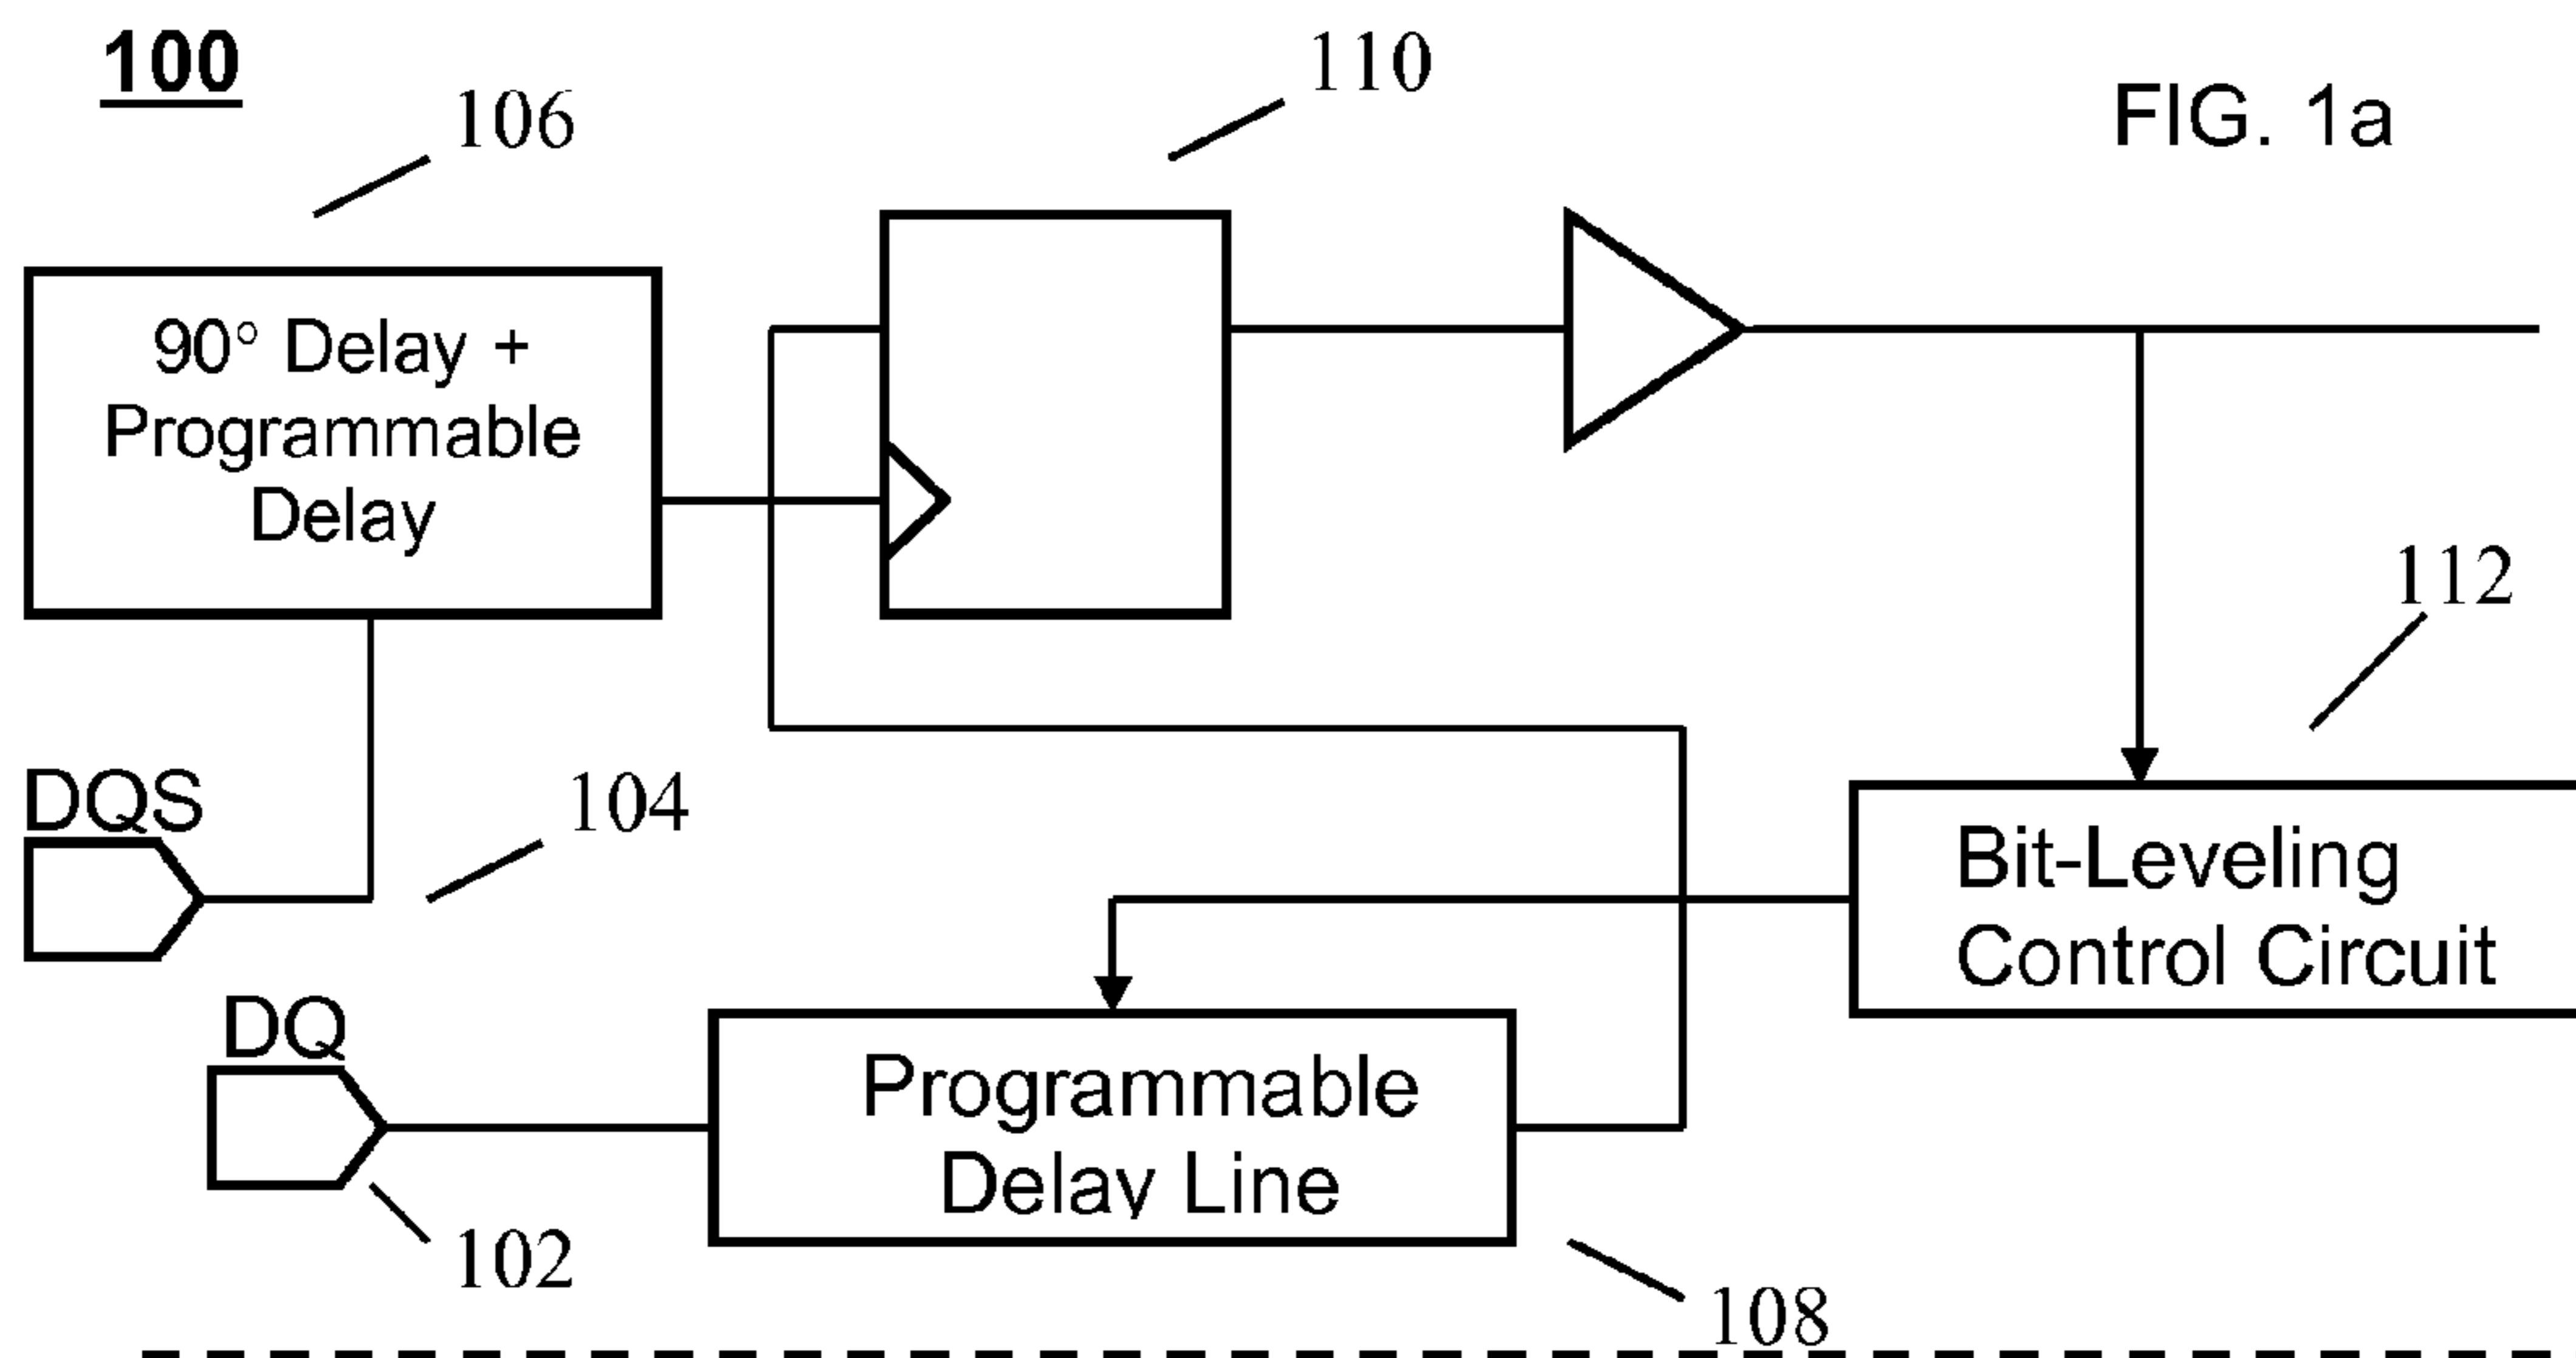 100
106
110
FIG. 1a
90° Delay +
Programmable
Delay
112
DQS
104
Bit-Leveling
Control Circuit
DQ
Programmable
Delay Line
102
108